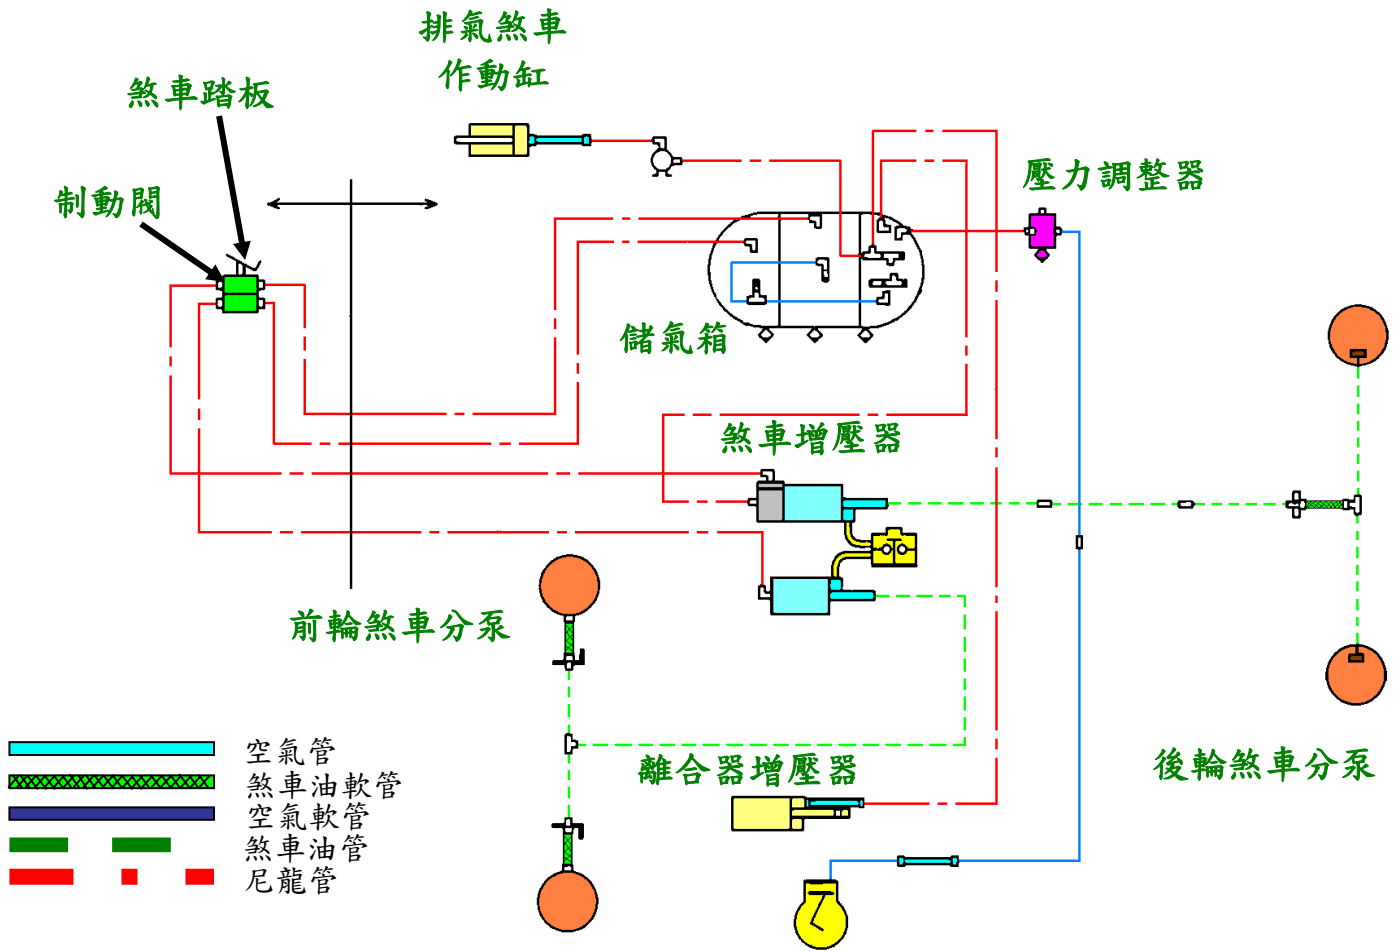 排氣煞車
作動缸
煞車踏板
制動閥
壓力調整器
儲氣箱
煞車增壓器
前輪煞車分泵
離合器增壓器
後輪煞車分泵
空氣管
煞車油軟管
空氣軟管
煞車油管
尼龍管